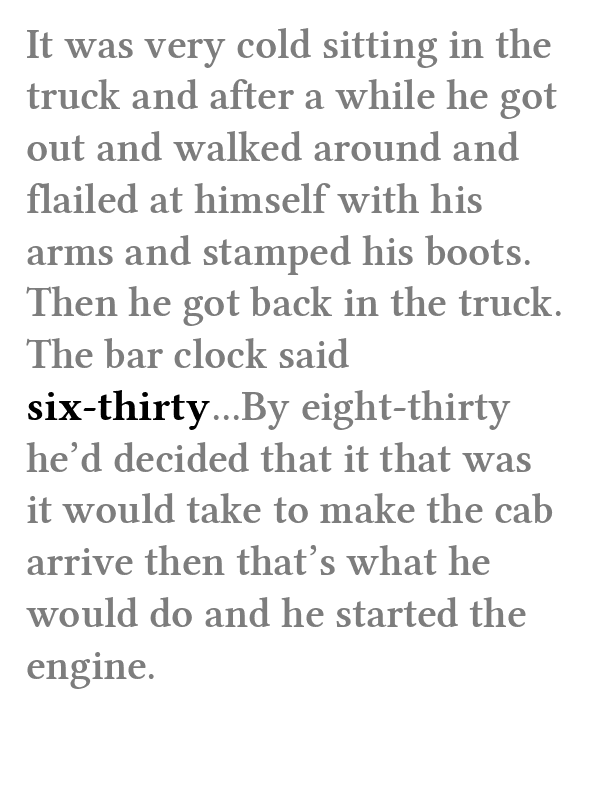 It was very cold sitting in the
truck and after a while he got
out and walked around and
flailed at himself with his
arms and stamped his boots.
Then he got back in the truck.
The bar clock said
six-thirty...By eight-thirty
he’d decided that it that was
it would take to make the cab
arrive then that’s what he
would do and he started the
engine.